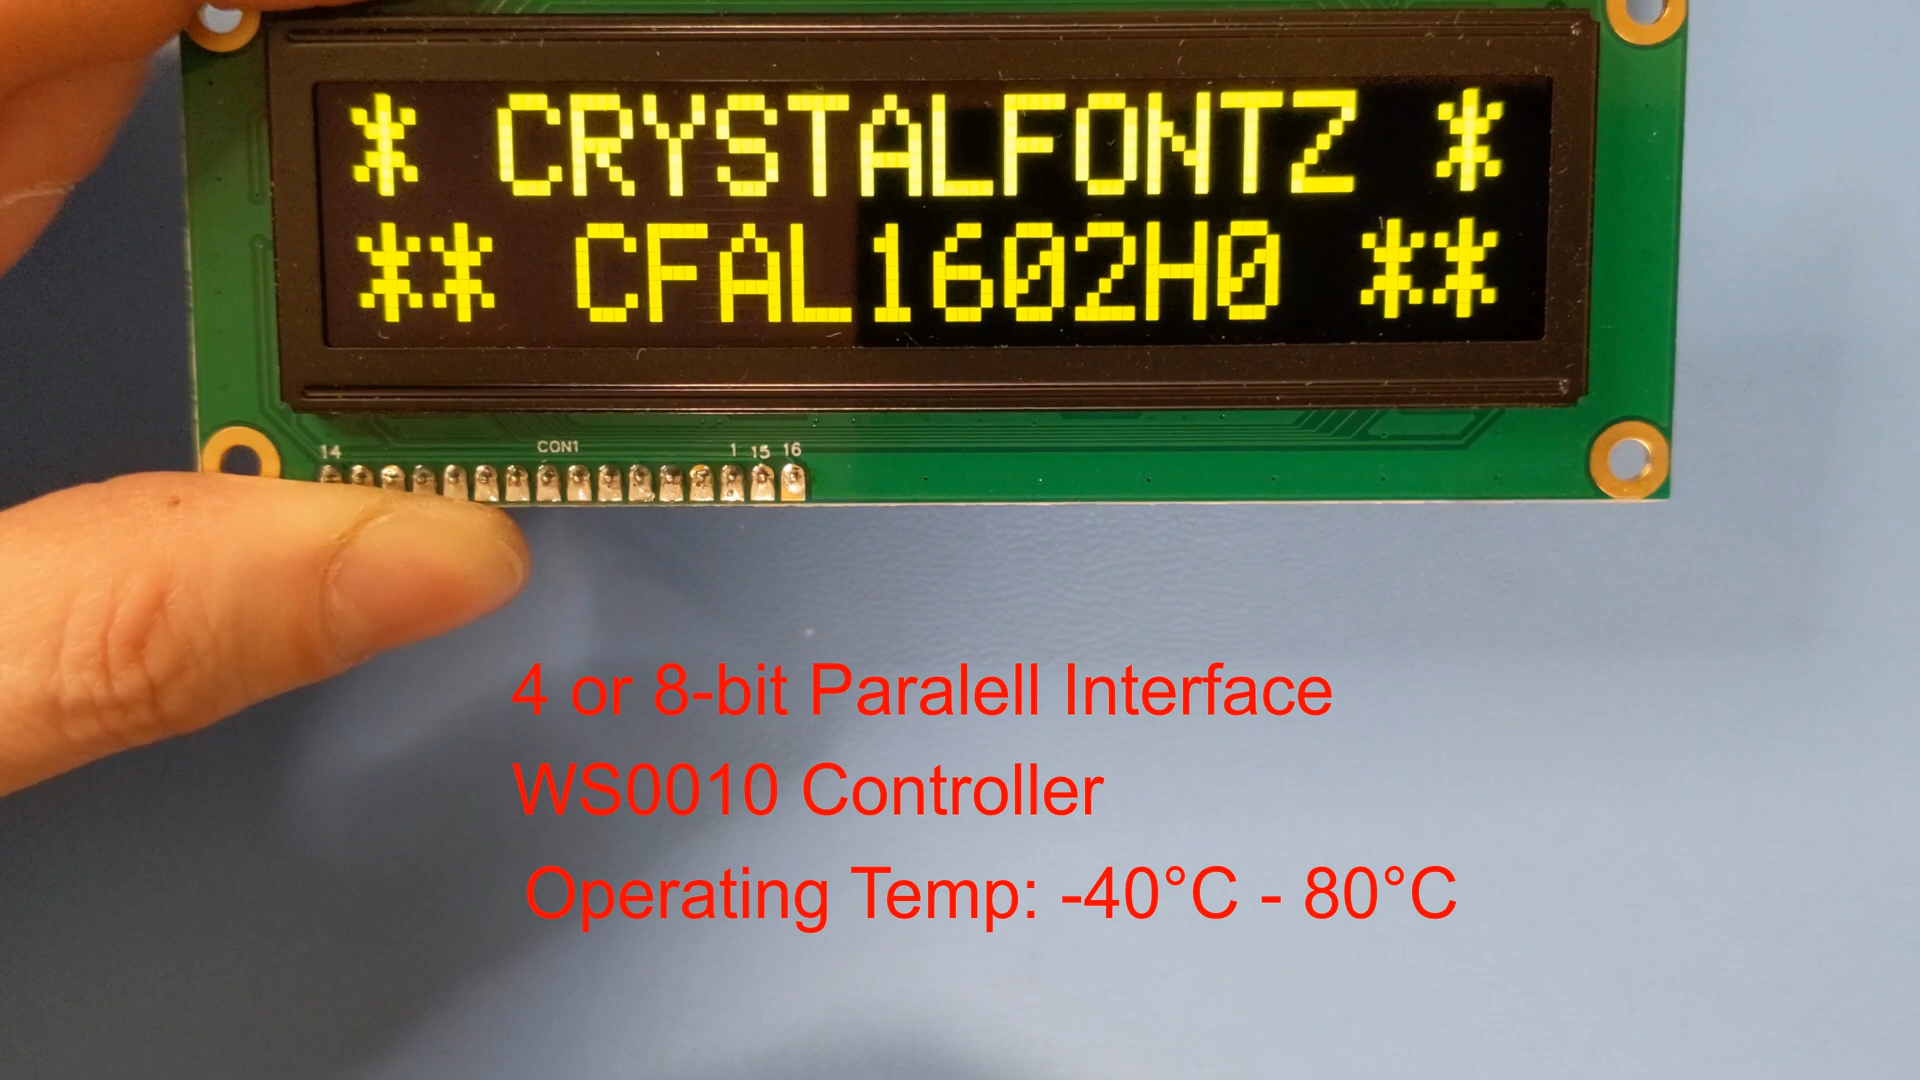 * CRYSTALFONTZ *
** CFAL1602H0 **
14 CON1 1 15 16
4 or 8-bit Paralell Interface
WS0010 Controller
Operating Temp: -40°C - 80°C